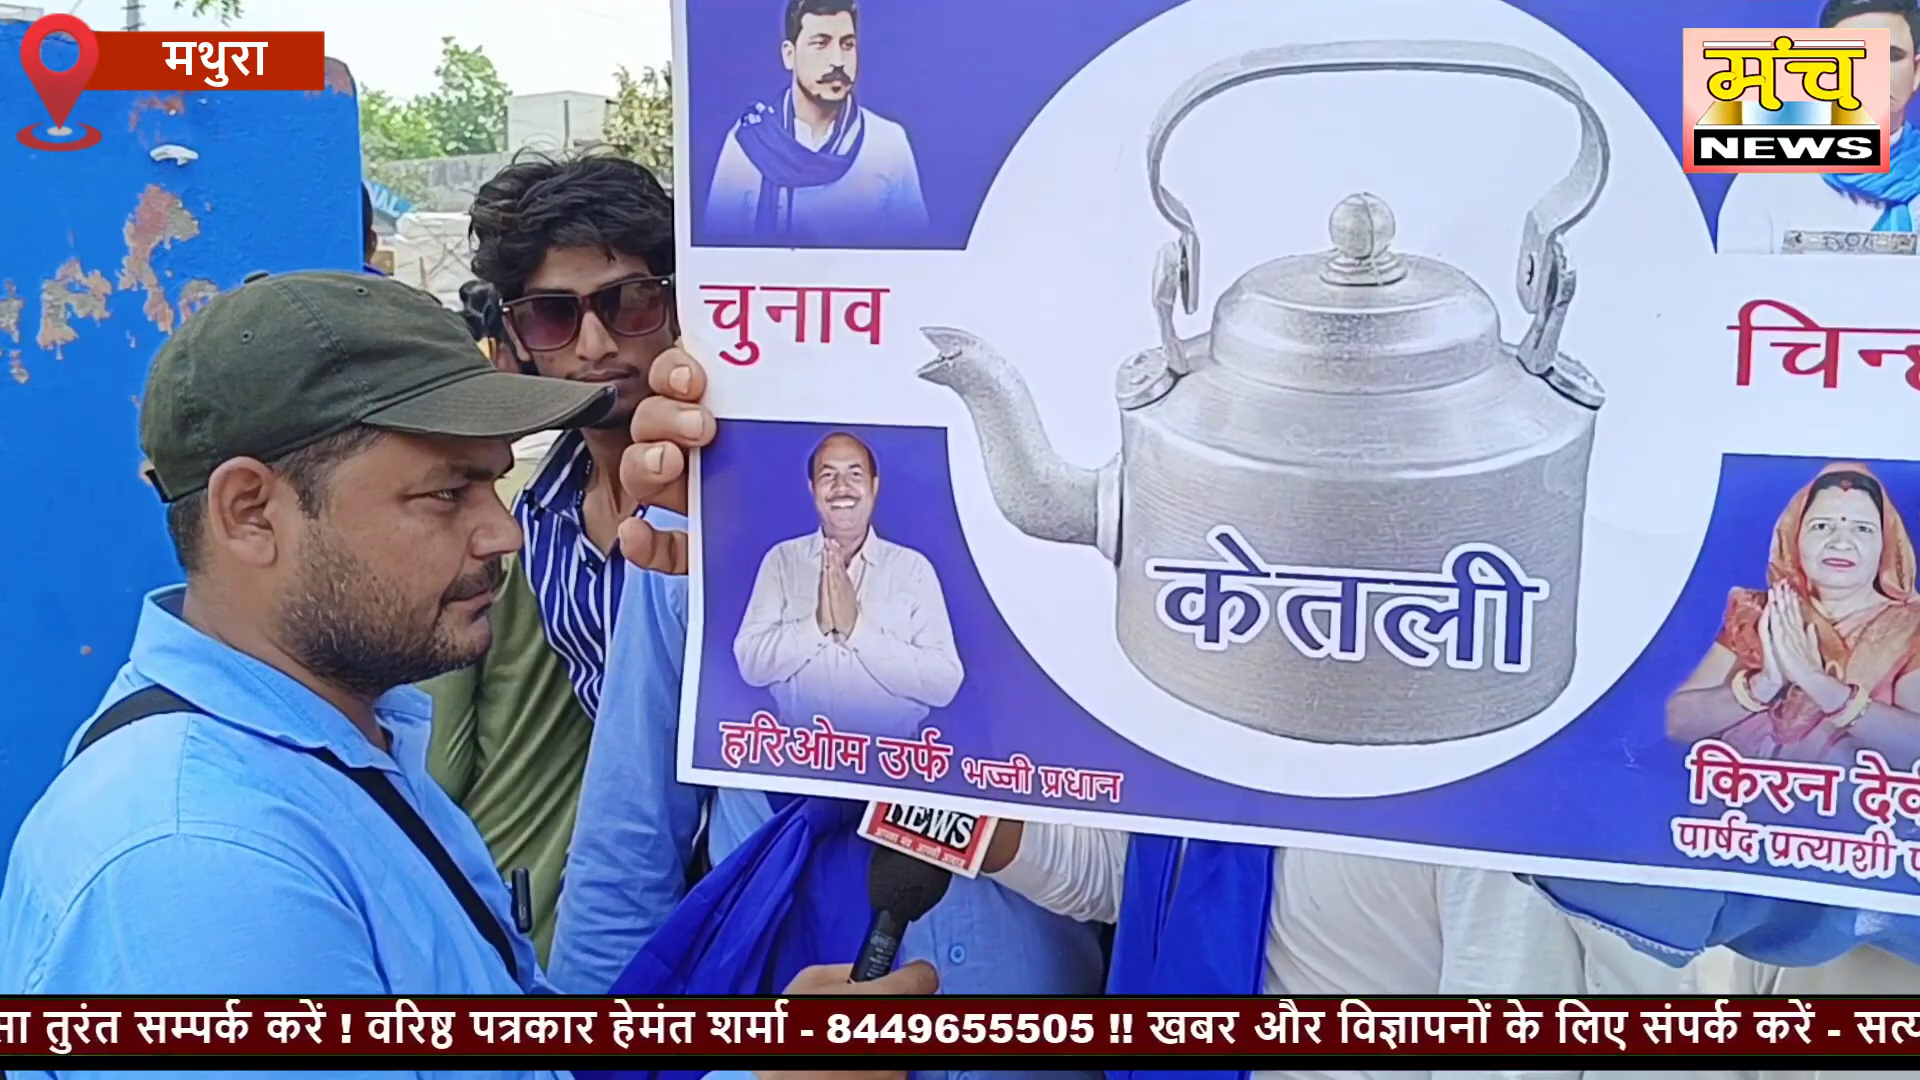 मथुरा
मंच
NEWS
चुनाव
केतली
हरिओम उर्फ भज्जी प्रधान
किरन
पार्षद प्रत्याशी
NEWS
तुरंत सम्पर्क करें ! वरिष्ठ पत्रकार हेमंत शर्मा - 8449655505 !! खबर और विज्ञापनों के लिए संपर्क करें -